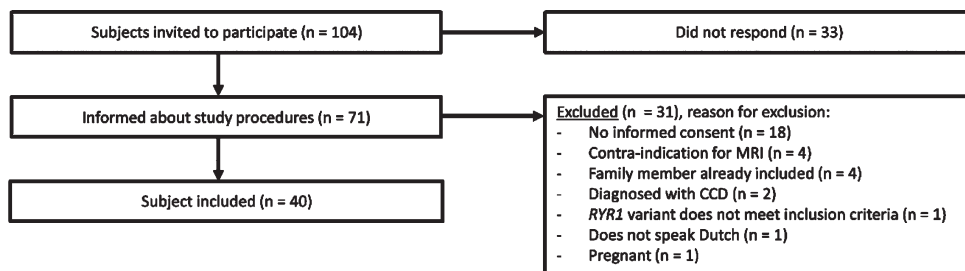 Subjects invited to participate (n = 104)
Did not respond (n = 33)
Informed about study procedures (n = 71)
Excluded (n = 31), reason for exclusion:
- No informed consent (n = 18)
- Contra-indication for MRI (n = 4)
- Family member already included (n = 4)
- Diagnosed with CCD (n = 2)
- RYR1 variant does not meet inclusion criteria (n = 1)
- Does not speak Dutch (n = 1)
- Pregnant (n = 1)
Subject included (n = 40)